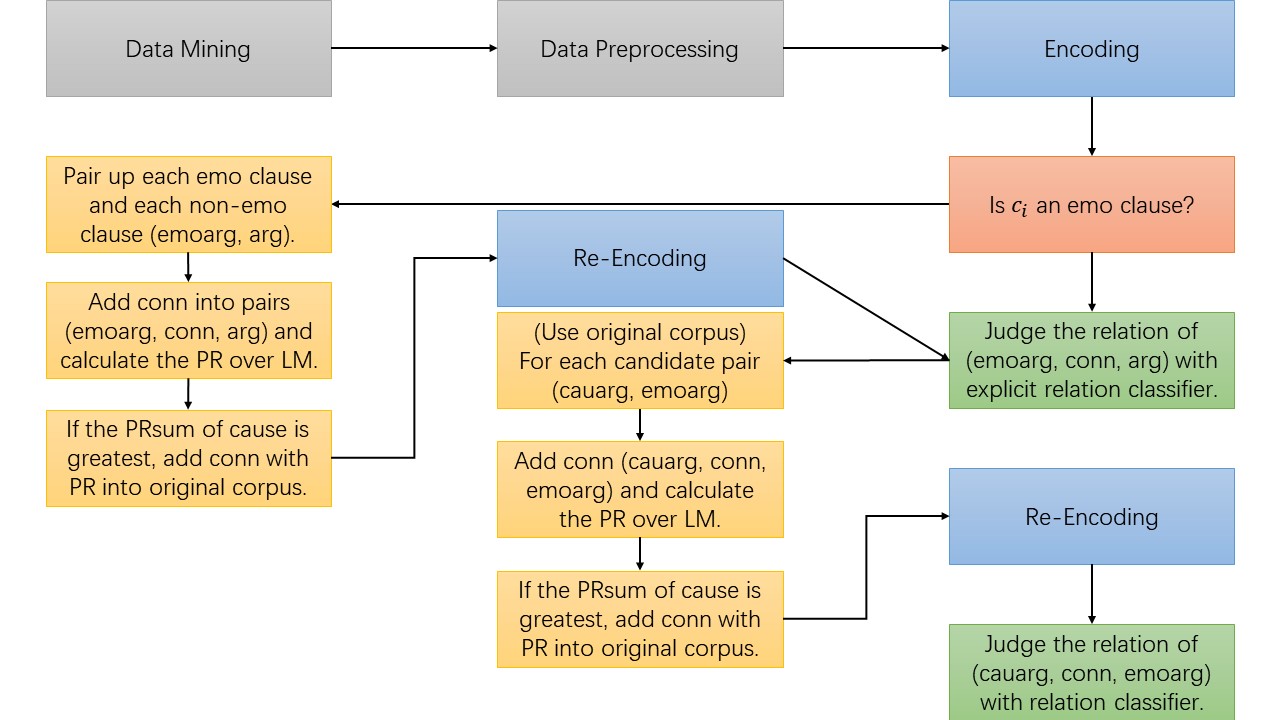 Data Mining
Data Preprocessing
Encoding
Is cᵢ an emo clause?
Pair up each emo clause
and each non-emo
clause (emoarg, arg).
Add conn into pairs
(emoarg, conn, arg) and
calculate the PR over LM.
If the PRsum of cause is
greatest, add conn with
PR into original corpus.
Re-Encoding
Judge the relation of
(emoarg, conn, arg) with
explicit relation classifier.
(Use original corpus)
For each candidate pair
(cauarg, emoarg)
Add conn (cauarg, conn,
emoarg) and calculate
the PR over LM.
If the PRsum of cause is
greatest, add conn with
PR into original corpus.
Re-Encoding
Judge the relation of
(cauarg, conn, emoarg)
with relation classifier.